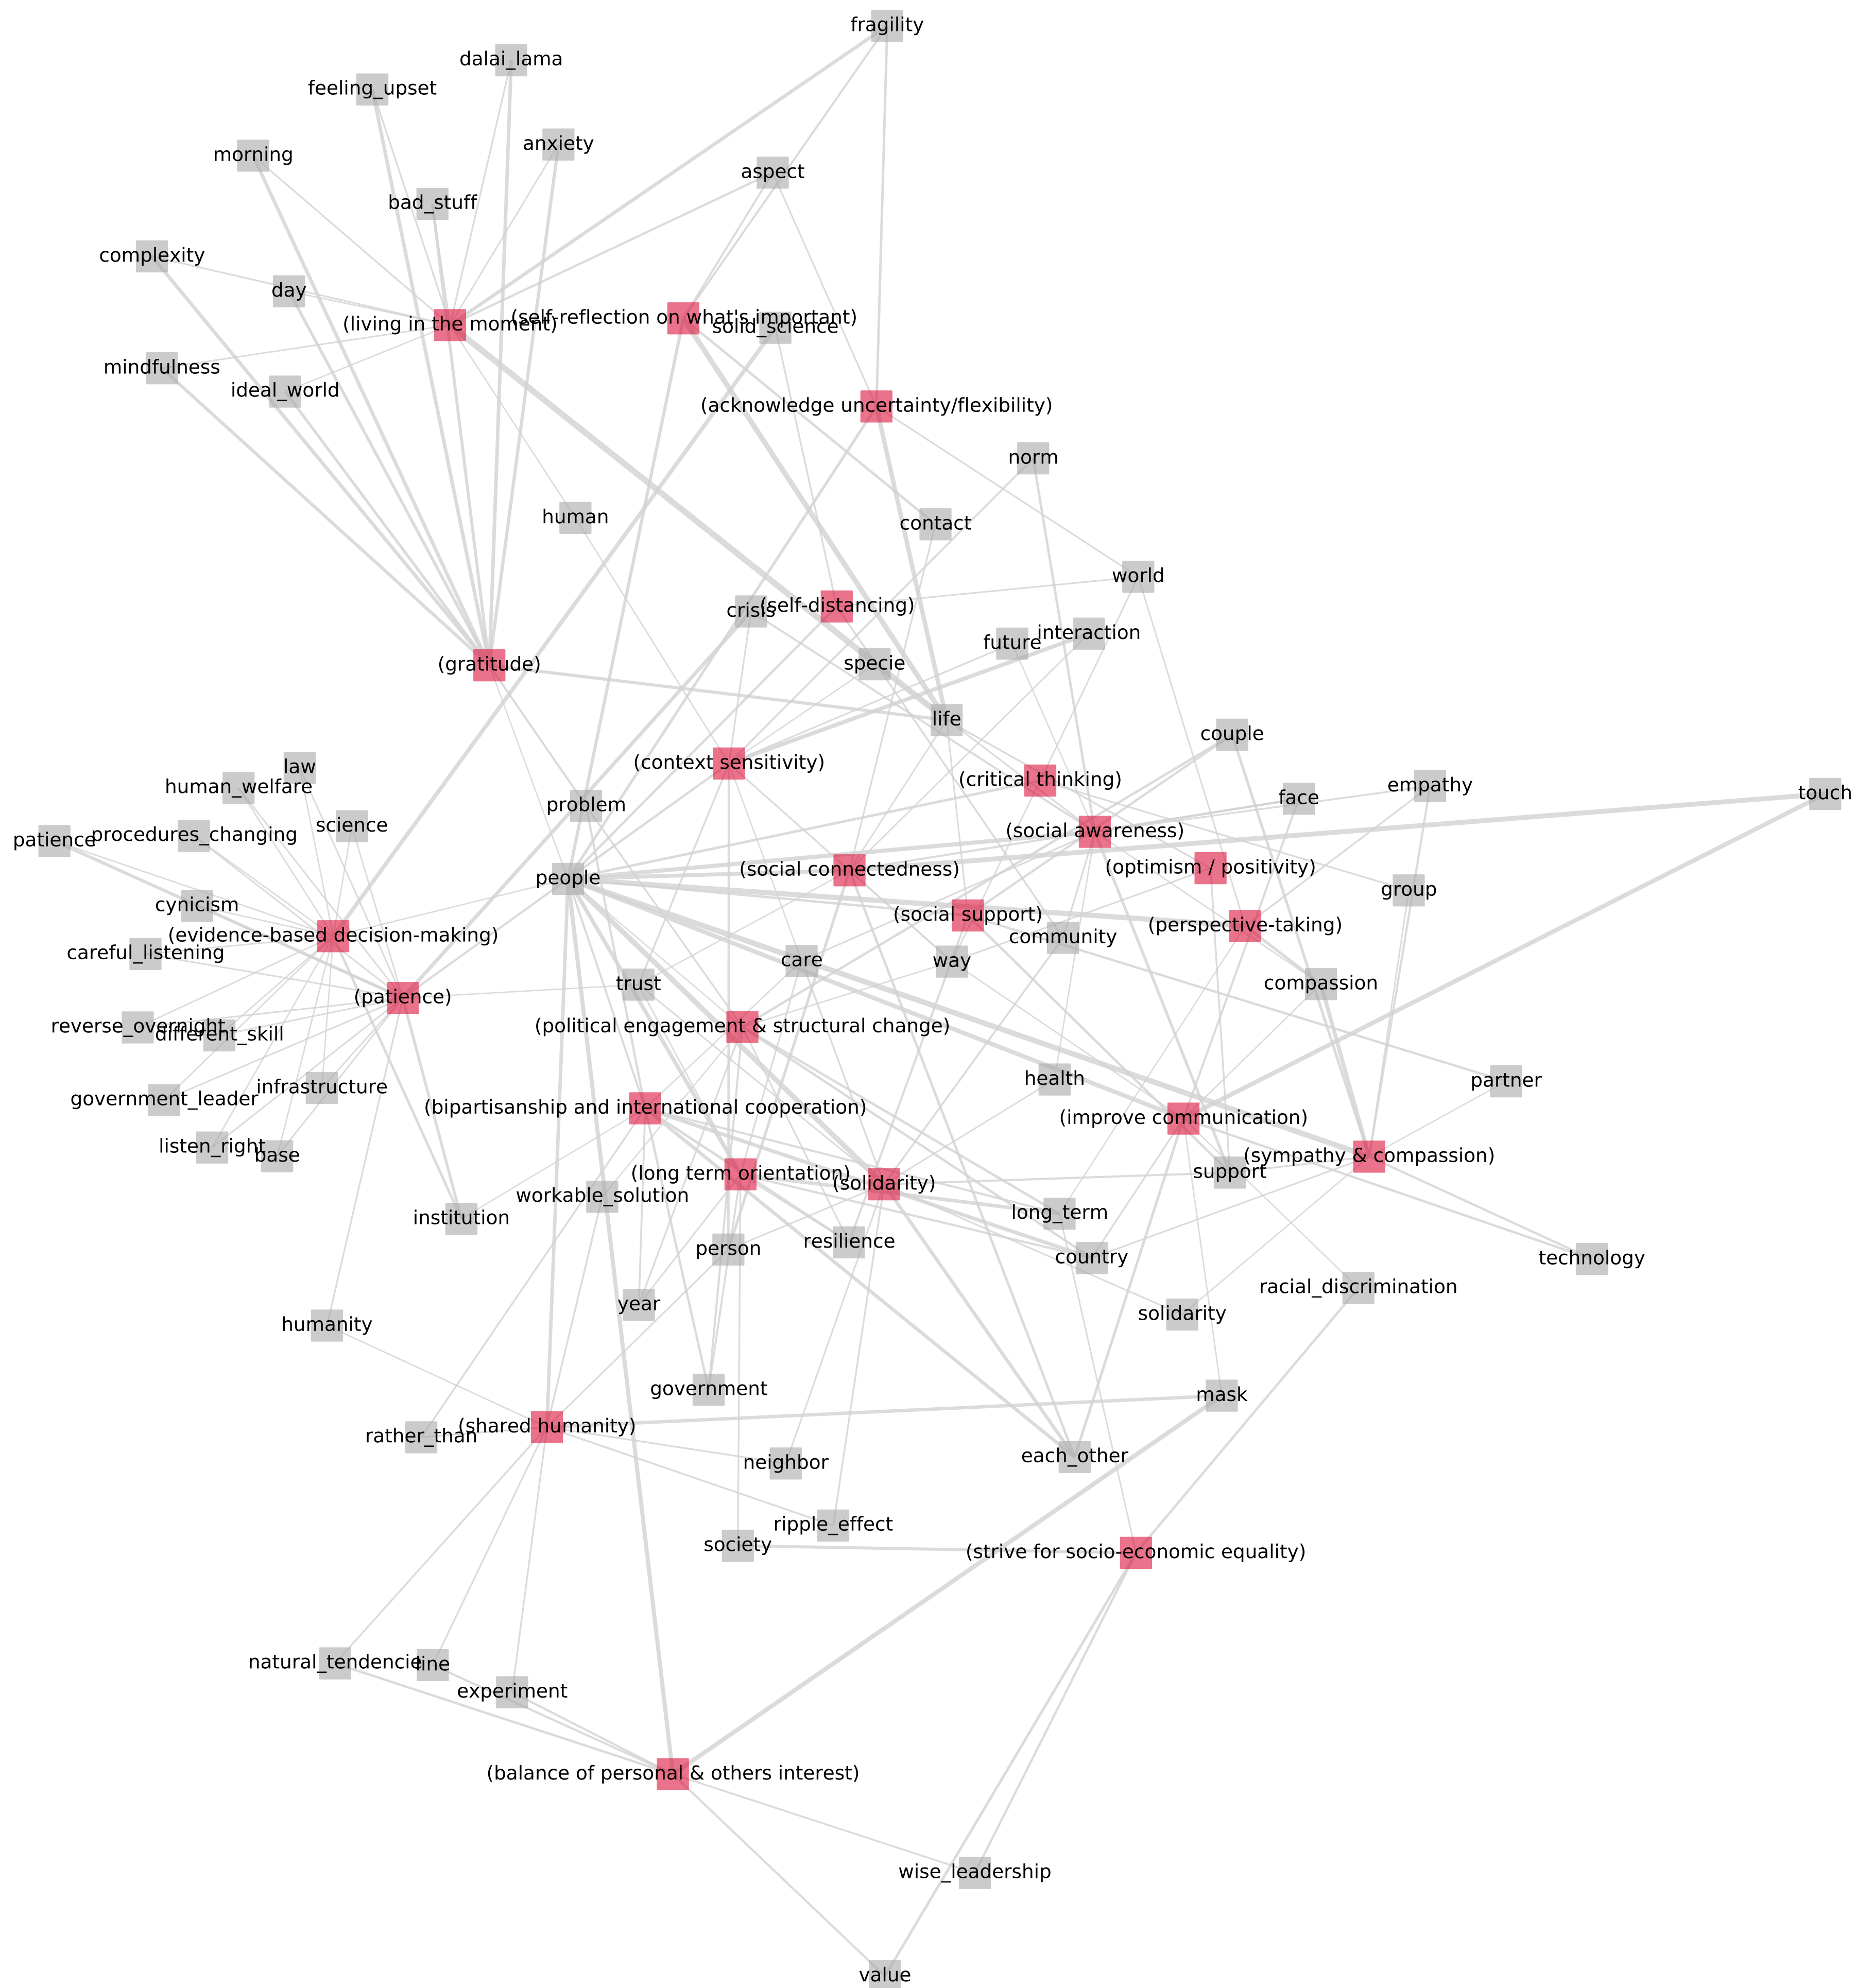 fragility
dalai_lama
feeling_upset
anxiety
morning
aspect
bad_stuff
complexity
day
(living in the moment)
(self-reflection on what's important)
solid_science
mindfulness
ideal_world
(acknowledge uncertainty/flexibility)
norm
human
contact
world
crisis
(self-distancing)
future
interaction
(gratitude)
specie
life
couple
law
(context sensitivity)
human_welfare
(critical thinking)
empathy
touch
face
problem
science
procedures_changing
patience
(social awareness)
(social connectedness)
(optimism / positivity)
people
group
cynicism
(social support)
(perspective-taking)
(evidence-based decision-making)
community
careful_listening
care
way
trust
compassion
(patience)
reverse_overnight
different_skill
(political engagement & structural change)
infrastructure
health
partner
government_leader
(bipartisanship and international cooperation)
(improve communication)
listen_right
base
(sympathy & compassion)
(long term orientation)
support
(solidarity)
workable_solution
institution
long_term
person
resilience
country
technology
racial_discrimination
year
solidarity
humanity
government
mask
rather_than
(shared humanity)
neighbor
each_other
ripple_effect
society
(strive for socio-economic equality)
natural_tendencie
line
experiment
(balance of personal & others interest)
wise_leadership
value